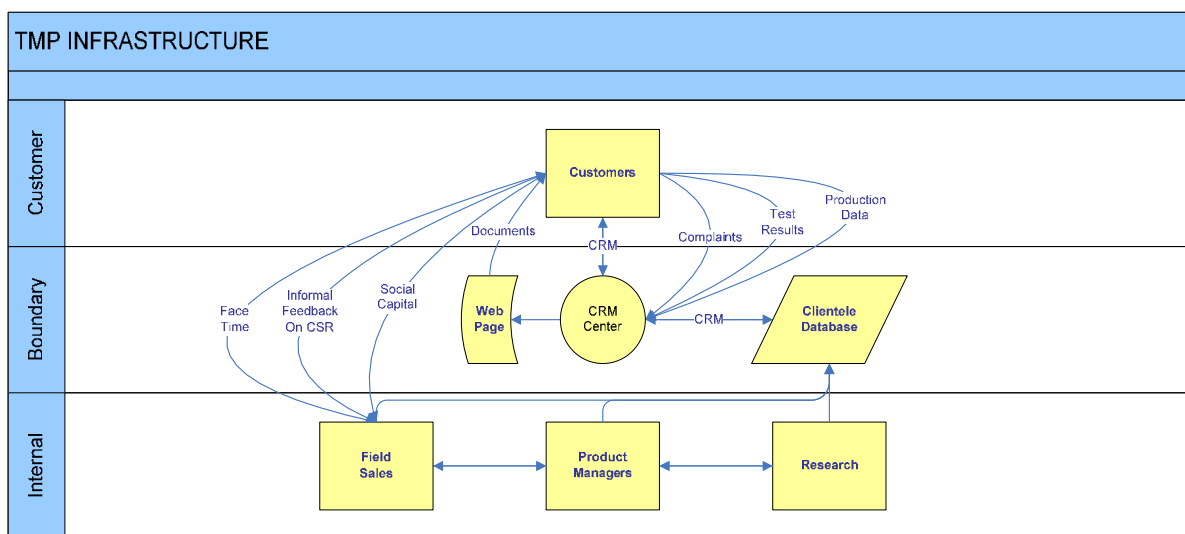 TMP INFRASTRUCTURE
Customer
Customers
Production
Data
Test
Results
Documents
Complaints
CRM
Boundary
Face
Time
Informal
Feedback
On CSR
Social
Capital
Web
Page
CRM
Center
CRM
Clientele
Database
Internal
Field
Sales
Product
Managers
Research